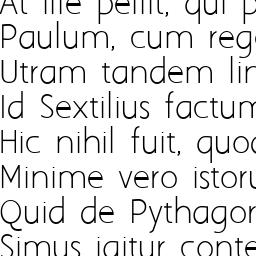 At ille pellit, qui p
Paulum, cum reg
Utram tandem lin
Id Sextilius factum
Hic nihil fuit, quod
Minime vero istoru
Quid de Pythagor
Simus igitur conte